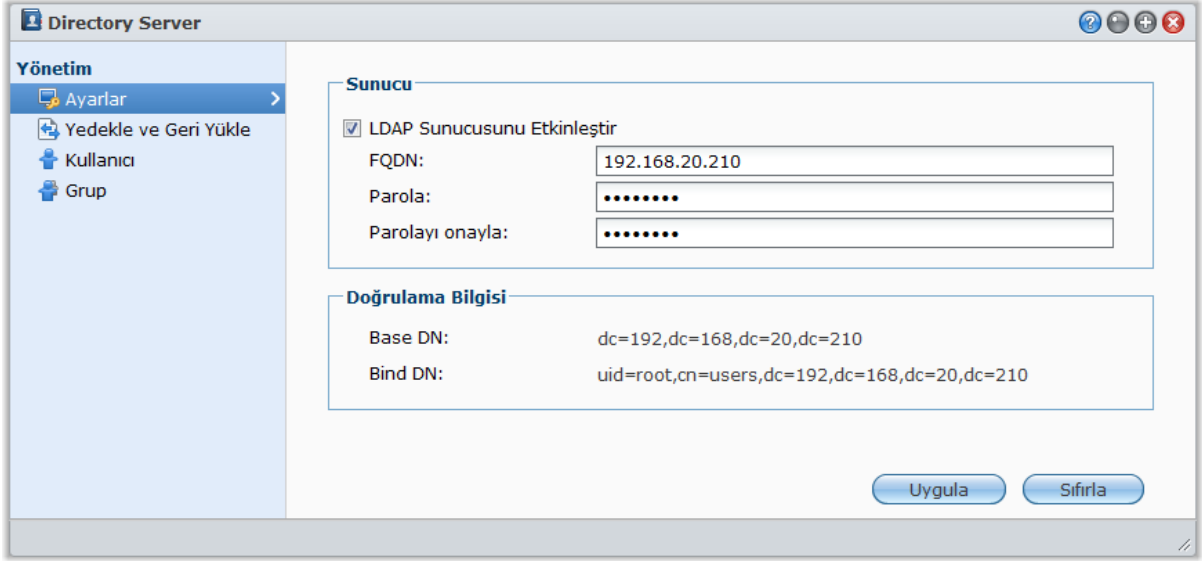 Directory Server
Yönetim
Ayarlar
Yedekle ve Geri Yükle
Kullanıcı
Grup
Sunucu
LDAP Sunucusunu Etkinleştir
FQDN: 192.168.20.210
Parola: ••••••••
Parolayı onayla: ••••••••
Doğrulama Bilgisi
Base DN: dc=192,dc=168,dc=20,dc=210
Bind DN: uid=root,cn=users,dc=192,dc=168,dc=20,dc=210
Uygula Sıfırla